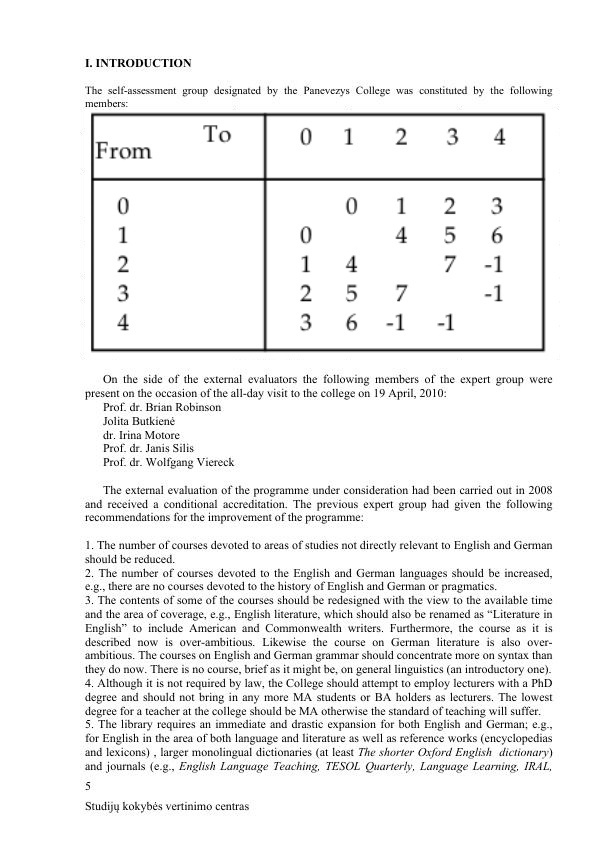 I. INTRODUCTION
The self-assessment group designated by the Panevezys College was constituted by the following
members:
To
From
0 1 2 3 4
0 0 1 2 3
1 0 4 5 6
2 1 4 7 -1
3 2 5 7 -1
4 3 6 -1 -1
On the side of the external evaluators the following members of the expert group were
present on the occasion of the all-day visit to the college on 19 April, 2010:
Prof. dr. Brian Robinson
Jolita Butkienė
dr. Irina Motore
Prof. dr. Janis Silis
Prof. dr. Wolfgang Viereck
The external evaluation of the programme under consideration had been carried out in 2008
and received a conditional accreditation. The previous expert group had given the following
recommendations for the improvement of the programme:
1. The number of courses devoted to areas of studies not directly relevant to English and German
should be reduced.
2. The number of courses devoted to the English and German languages should be increased,
e.g., there are no courses devoted to the history of English and German or pragmatics.
3. The contents of some of the courses should be redesigned with the view to the available time
and the area of coverage, e.g., English literature, which should also be renamed as “Literature in
English” to include American and Commonwealth writers. Furthermore, the course as it is
described now is over-ambitious. Likewise the course on German literature is also over-
ambitious. The courses on English and German grammar should concentrate more on syntax than
they do now. There is no course, brief as it might be, on general linguistics (an introductory one).
4. Although it is not required by law, the College should attempt to employ lecturers with a PhD
degree and should not bring in any more MA students or BA holders as lecturers. The lowest
degree for a teacher at the college should be MA otherwise the standard of teaching will suffer.
5. The library requires an immediate and drastic expansion for both English and German; e.g.,
for English in the area of both language and literature as well as reference works (encyclopedias
and lexicons) , larger monolingual dictionaries (at least The shorter Oxford English dictionary)
and journals (e.g., English Language Teaching, TESOL Quarterly, Language Learning, IRAL,
5
Studijų kokybės vertinimo centras